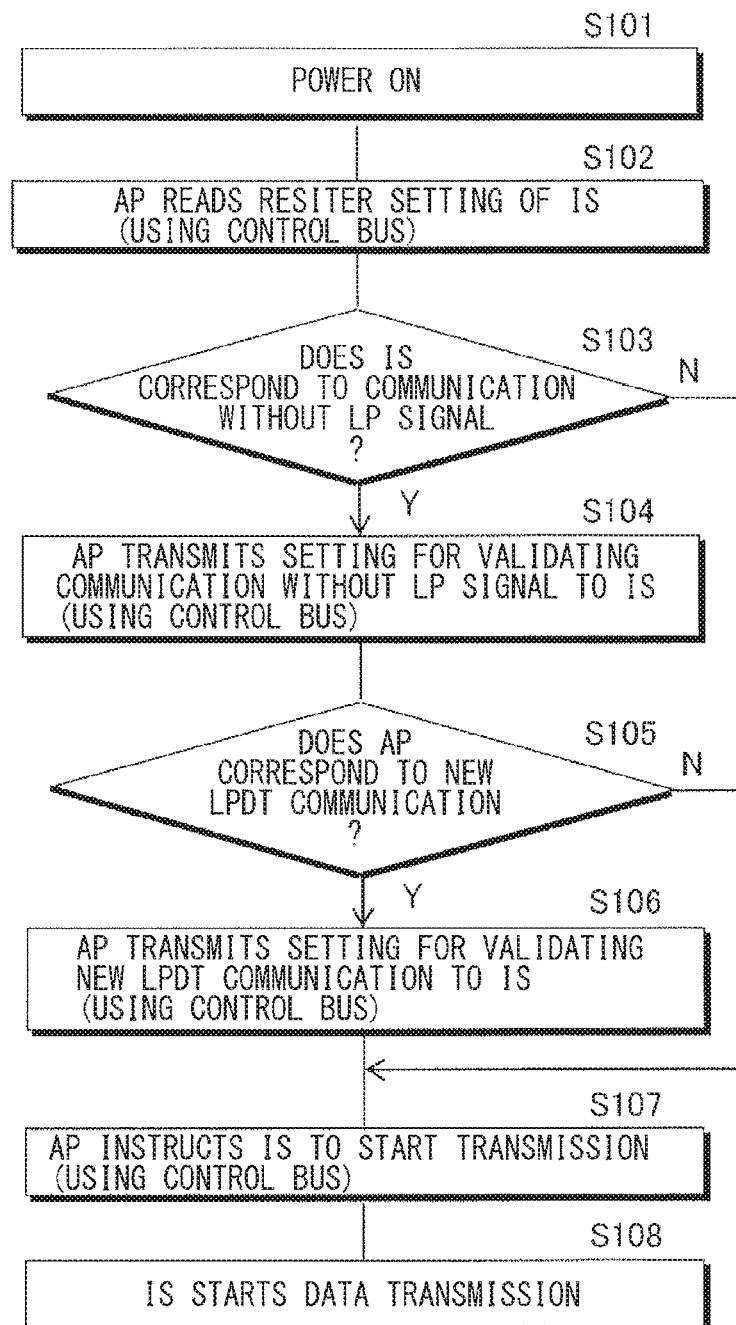 S101
POWER ON
S102
AP READS RESITER SETTING OF IS
(USING CONTROL BUS)
S103
DOES IS
CORRESPOND TO COMMUNICATION
WITHOUT LP SIGNAL
?
N
Y
S104
AP TRANSMITS SETTING FOR VALIDATING
COMMUNICATION WITHOUT LP SIGNAL TO IS
(USING CONTROL BUS)
S105
DOES AP
CORRESPOND TO NEW
LPDT COMMUNICATION
?
N
Y
S106
AP TRANSMITS SETTING FOR VALIDATING
NEW LPDT COMMUNICATION TO IS
(USING CONTROL BUS)
S107
AP INSTRUCTS IS TO START TRANSMISSION
(USING CONTROL BUS)
S108
IS STARTS DATA TRANSMISSION